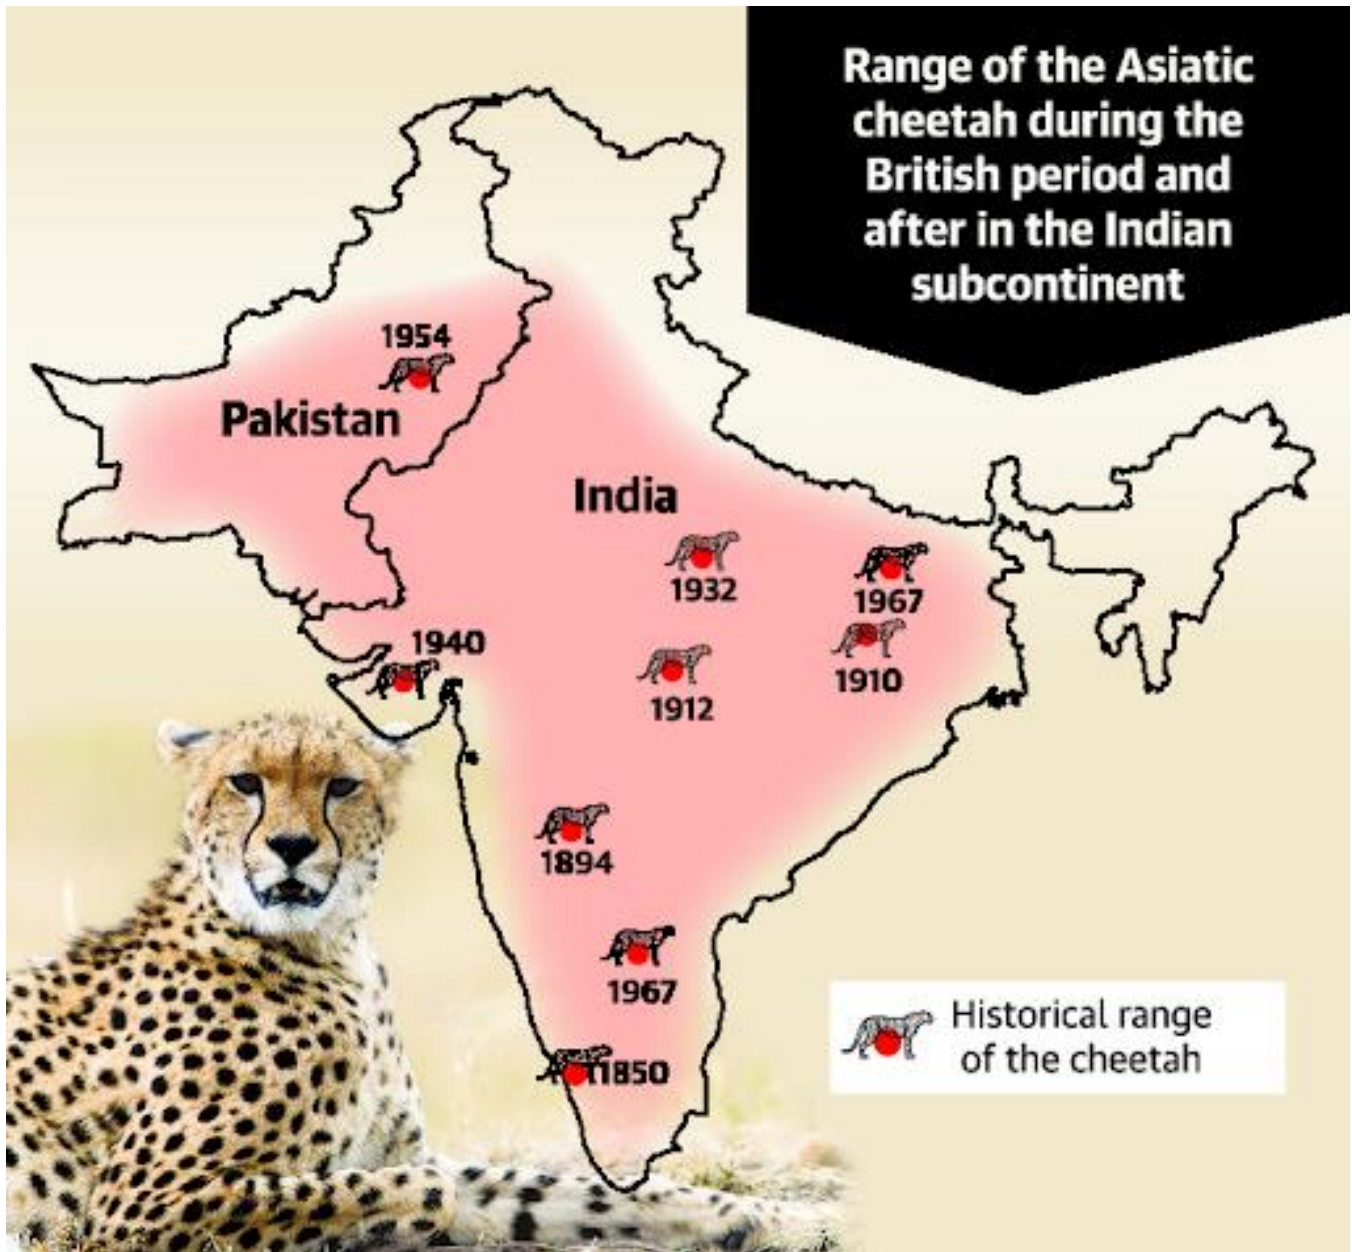 Range of the Asiatic
cheetah during the
British period and
after in the Indian
subcontinent
1954
Pakistan
India
1932
1967
1940
1910
1912
1894
1967
1850
Historical range
of the cheetah